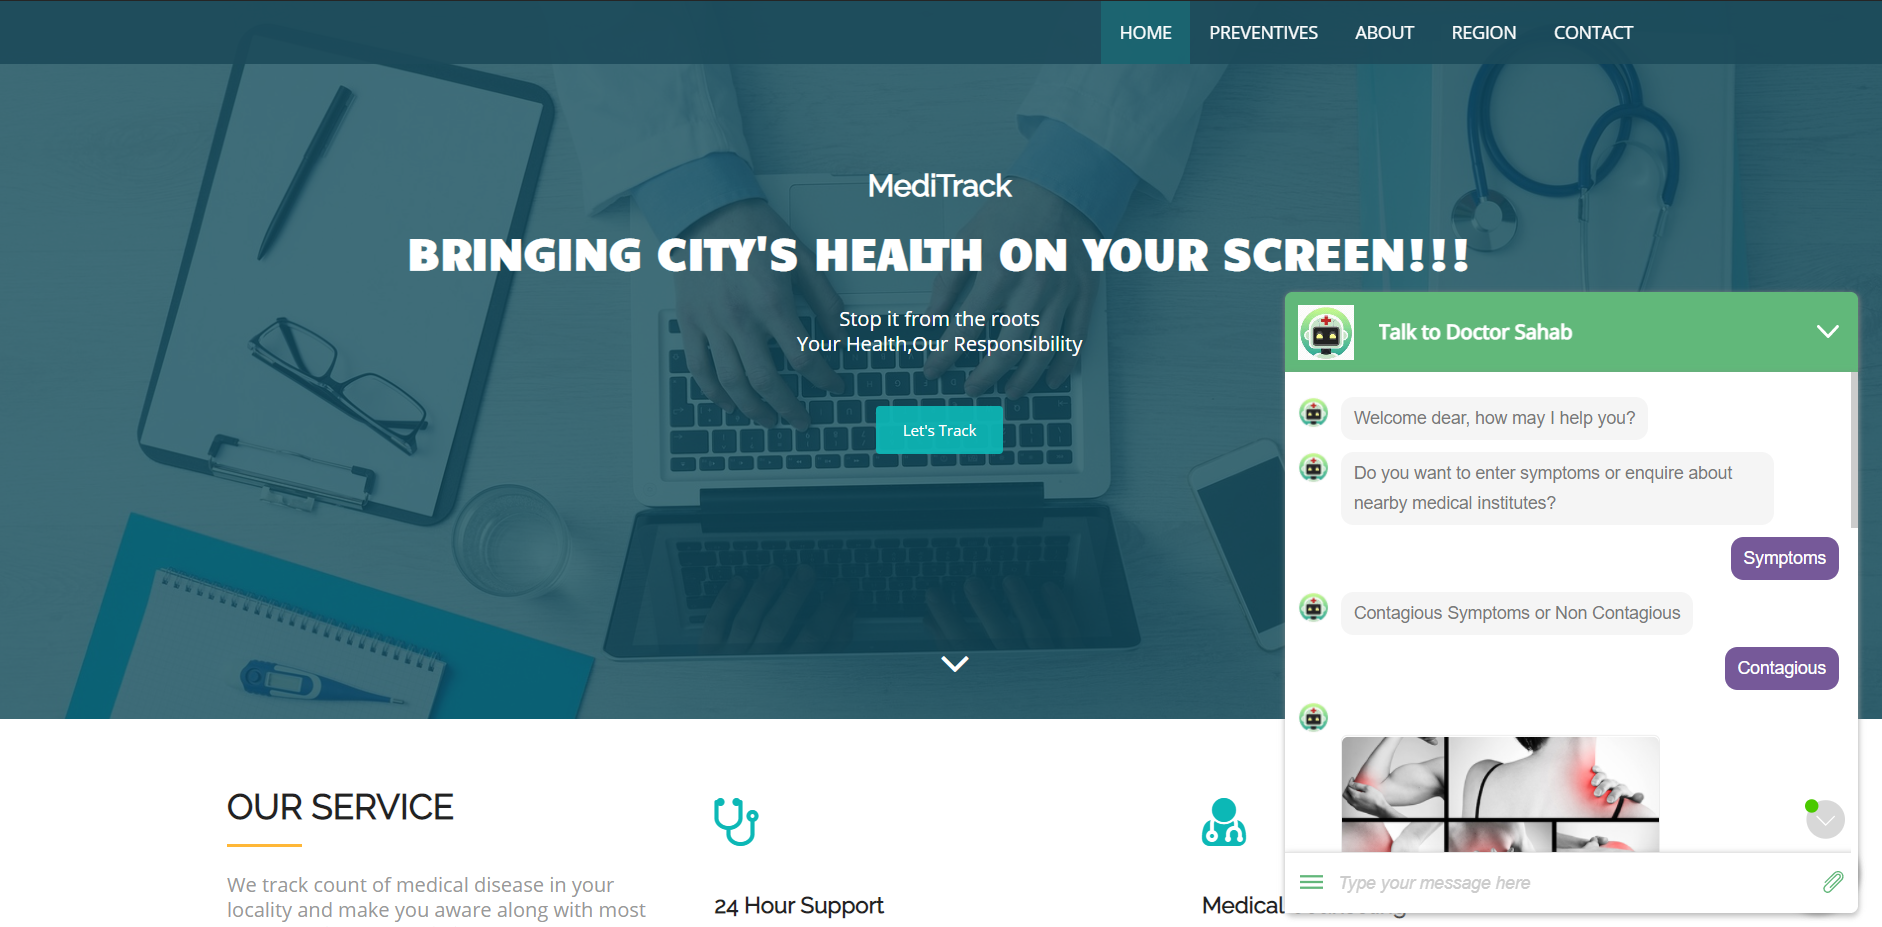 HOME PREVENTIVES ABOUT REGION CONTACT
MediTrack
BRINGING CITY'S HEALTH ON YOUR SCREEN!!!
Stop it from the roots
Your Health,Our Responsibility
Let's Track
OUR SERVICE
We track count of medical disease in your
locality and make you aware along with most
24 Hour Support
Medical
Talk to Doctor Sahab
Welcome dear, how may I help you?
Do you want to enter symptoms or enquire about
nearby medical institutes?
Symptoms
Contagious Symptoms or Non Contagious
Contagious
Type your message here